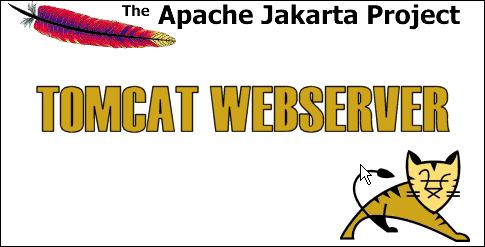 The Apache Jakarta Project
TOMCAT WEBSERVER